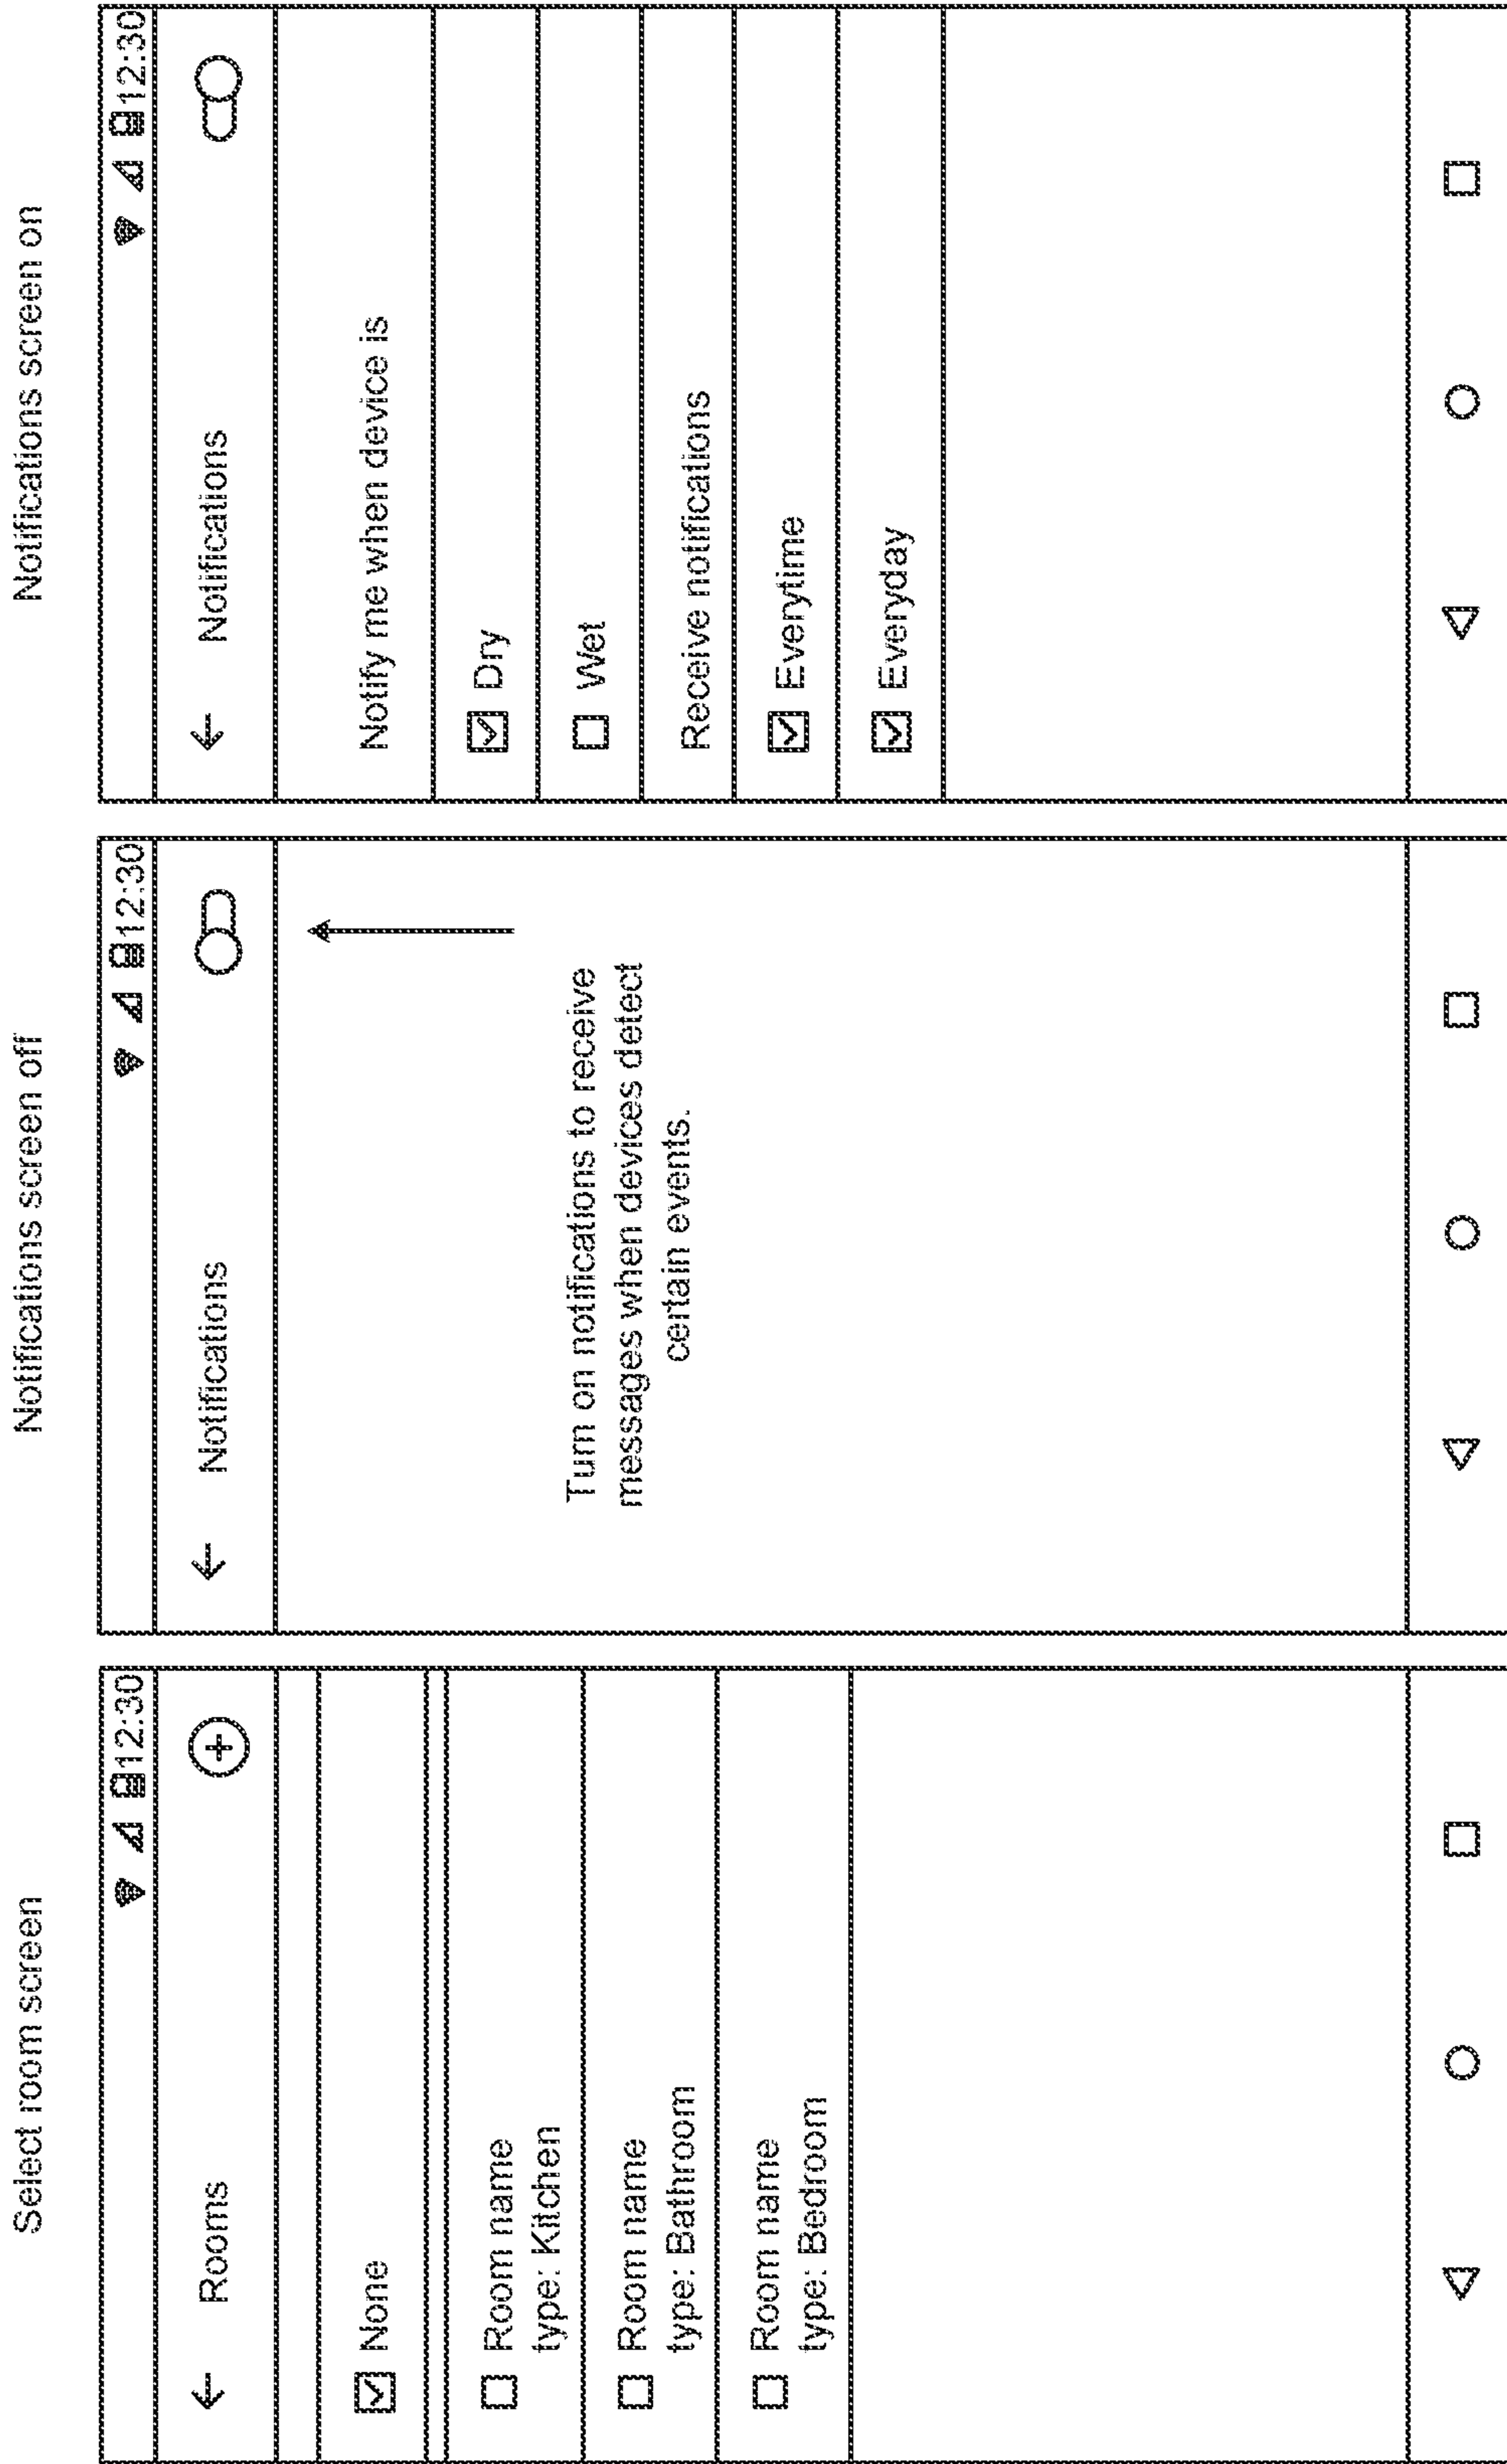 Select room screen
12:30
Rooms
None
Room name
type: Kitchen
Room name
type: Bathroom
Room name
type: Bedroom
Notifications screen off
12:30
Notifications
Turn on notifications to receive
messages when devices detect
certain events.
Notifications screen on
12:30
Notifications
Notify me when device is
Dry
Wet
Receive notifications
Everytime
Everyday